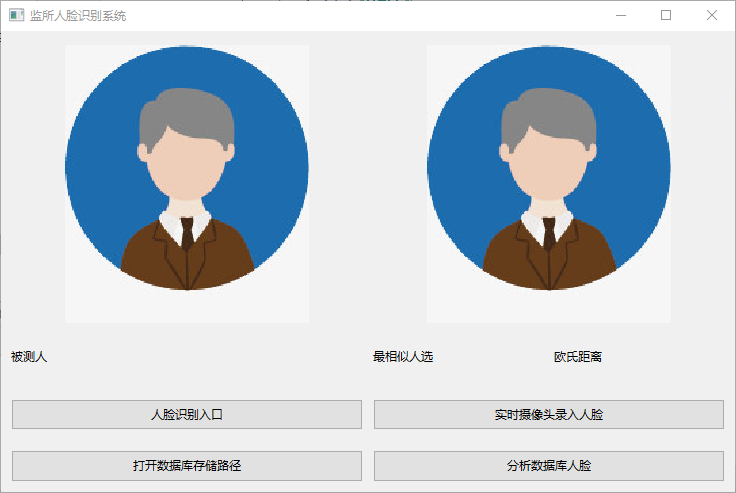 监所人脸识别系统
被测人
最相似人选
欧氏距离
人脸识别入口
实时摄像头录入人脸
打开数据库存储路径
分析数据库人脸